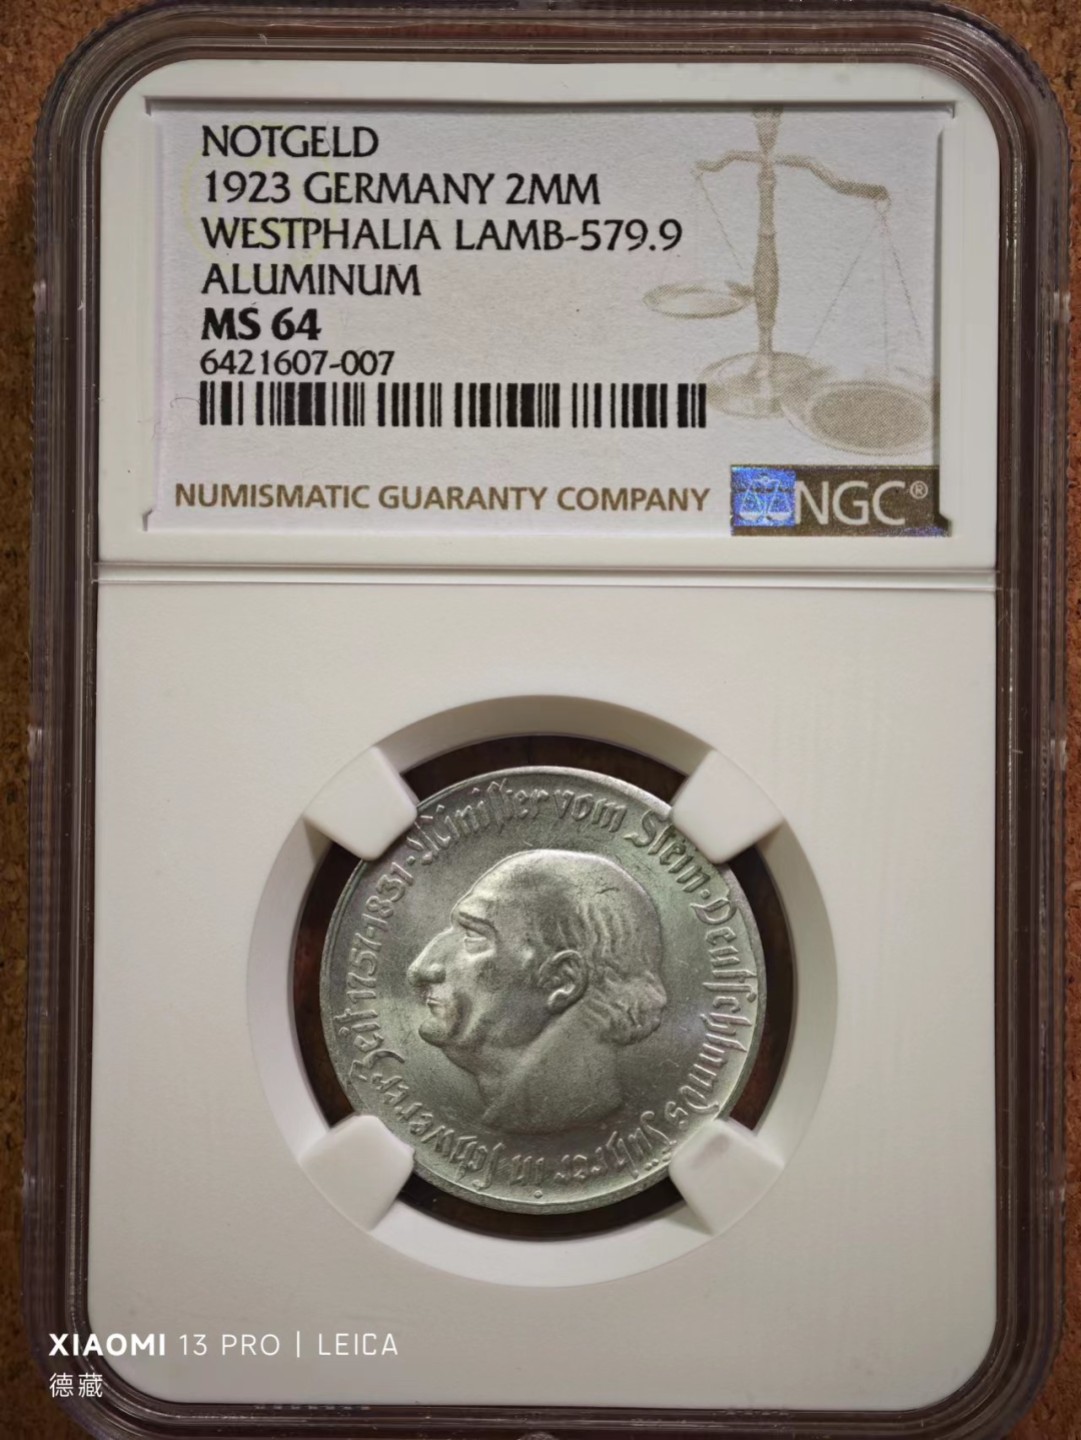 NOTGELD
1923 GERMANY 2MM
WESTPHALIA LAMB-579.9
ALUMINUM
MS 64
6421607-007
NUMISMATIC GUARANTY COMPANY
NGC®
Minister vom Stein · Deutschlands Führer in schwerer Zeit 1757-1831 ·
XIAOMI 13 PRO | LEICA
德藏